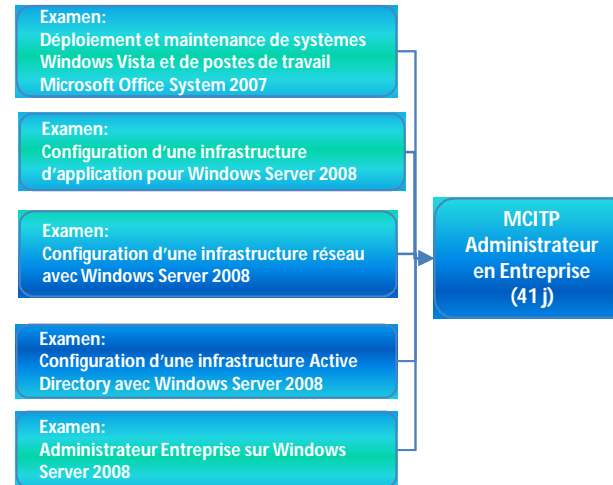 Examen:
Déploiement et maintenance de systèmes
Windows Vista et de postes de travail
Microsoft Office System 2007
Examen:
Configuration d'une infrastructure
d'application pour Windows Server 2008
Examen:
Configuration d'une infrastructure réseau
avec Windows Server 2008
Examen:
Configuration d'une infrastructure Active
Directory avec Windows Server 2008
Examen:
Administrateur Entreprise sur Windows
Server 2008
MCITP
Administrateur
en Entreprise
(41 j)